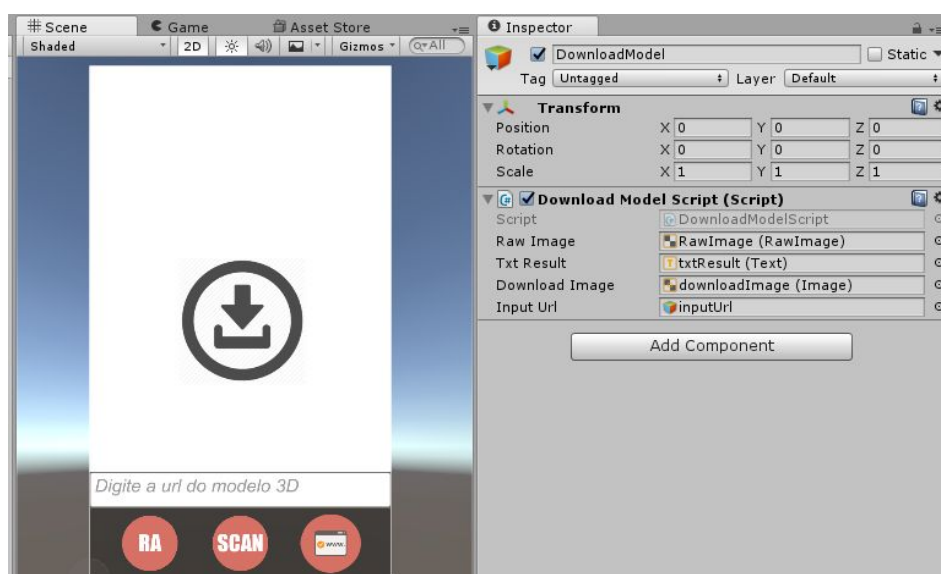 Scene
Game
Asset Store
Shaded
2D
Gizmos
All
Digite a url do modelo 3D
RA
SCAN
www.
Inspector
DownloadModel
Static
Tag Untagged Layer Default
Transform
Position X 0 Y 0 Z 0
Rotation X 0 Y 0 Z 0
Scale X 1 Y 1 Z 1
Download Model Script (Script)
Script DownloadModelScript
Raw Image RawImage (RawImage)
Txt Result txtResult (Text)
Download Image downloadImage (Image)
Input Url inputUrl
Add Component